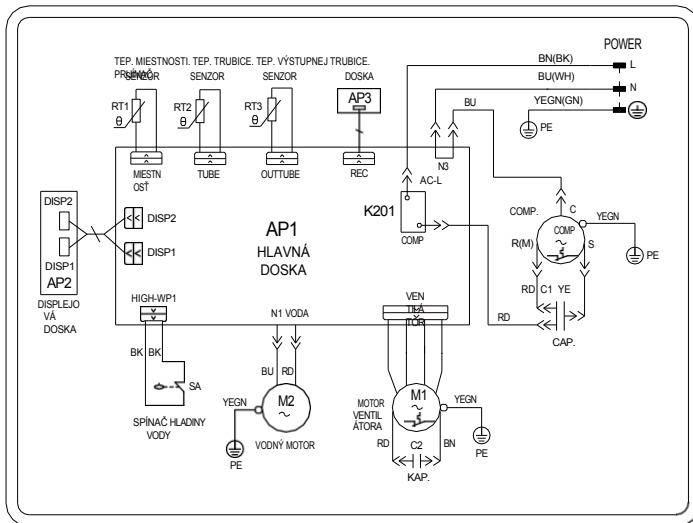 POWER
TEP. MIESTNOSTI. TEP. TRUBICE. TEP. VÝSTUPNEJ TRUBICE.
SENZOR
SENZOR
SENZOR
DOSKA
BN(BK)
L
BU(WH)
N
BU
YEGN(GN)
PE
RT1
θ
RT2
θ
RT3
θ
AP3
MIESTN
OSŤ
TUBE
OUTTUBE
REC
N3
AC-L
K201
COMP
DISP2
DISP1
AP2
DISPLEJO
VÁ
DOSKA
DISP2
DISP1
AP1
HLAVNÁ
DOSKA
COMP.
C
YEGN
COMP
~
R(M)
S
PE
RD
C1
YE
CAP.
RD
HIGH-WP1
N1 VODA
VEN
TILÁ
TOR
BK
BK
SA
SPÍNAČ HLADINY
VODY
BU
RD
YEGN
M2
~
PE
VODNÝ MOTOR
MOTOR
VENTIL
ÁTORA
M1
~
YEGN
PE
RD
C2
BN
KAP.